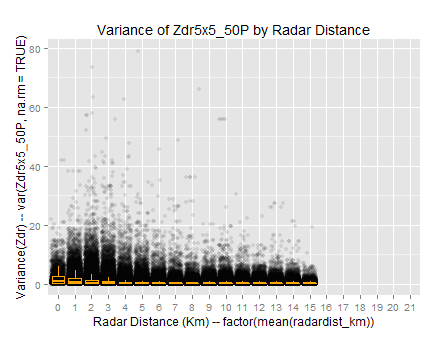 Variance of Zdr5x5_50P by Radar Distance
Variance(Zdr) -- var(Zdr5x5_50P, na.rm = TRUE)
80
60
40
20
0
0 1 2 3 4 5 6 7 8 9 10 11 12 13 14 15 16 17 18 19 20 21
Radar Distance (Km) -- factor(mean(radardist_km))